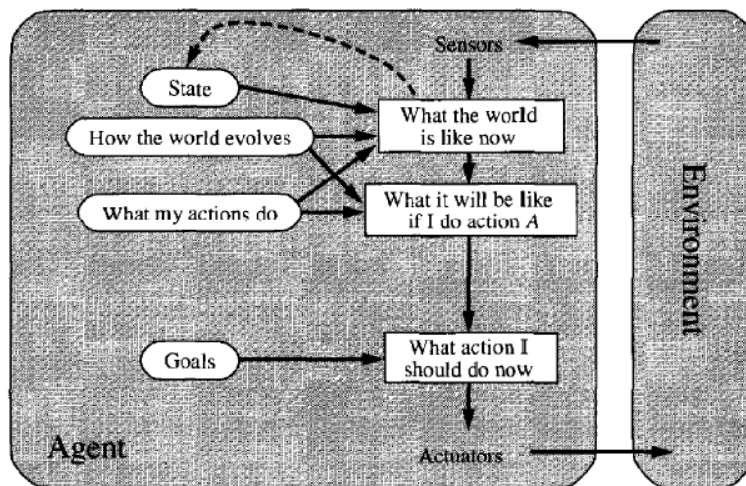 Sensors
State
What the world
is like now
How the world evolves
What it will be like
if I do action A
What my actions do
Environment
What action I
should do now
Goals
Agent
Actuators